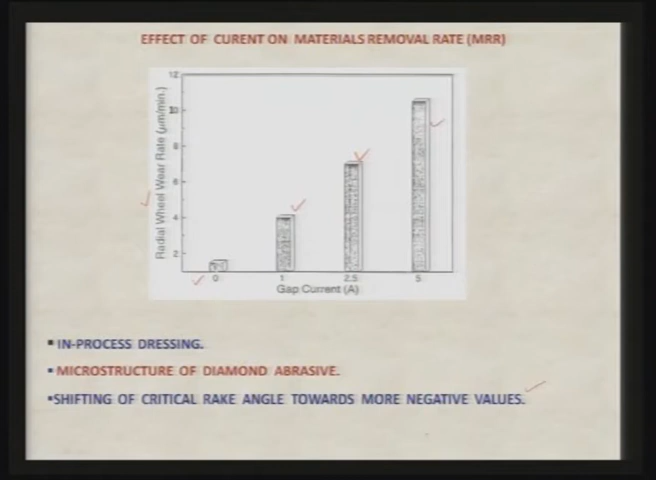 EFFECT OF CURENT ON MATERIALS REMOVAL RATE (MRR)
Radial Wheel Wear Rate (μm/min.)
12
10
8
6
4
2
0 1 2.5 5
Gap Current (A)
▪ IN-PROCESS DRESSING.
▪ MICROSTRUCTURE OF DIAMOND ABRASIVE.
▪SHIFTING OF CRITICAL RAKE ANGLE TOWARDS MORE NEGATIVE VALUES.